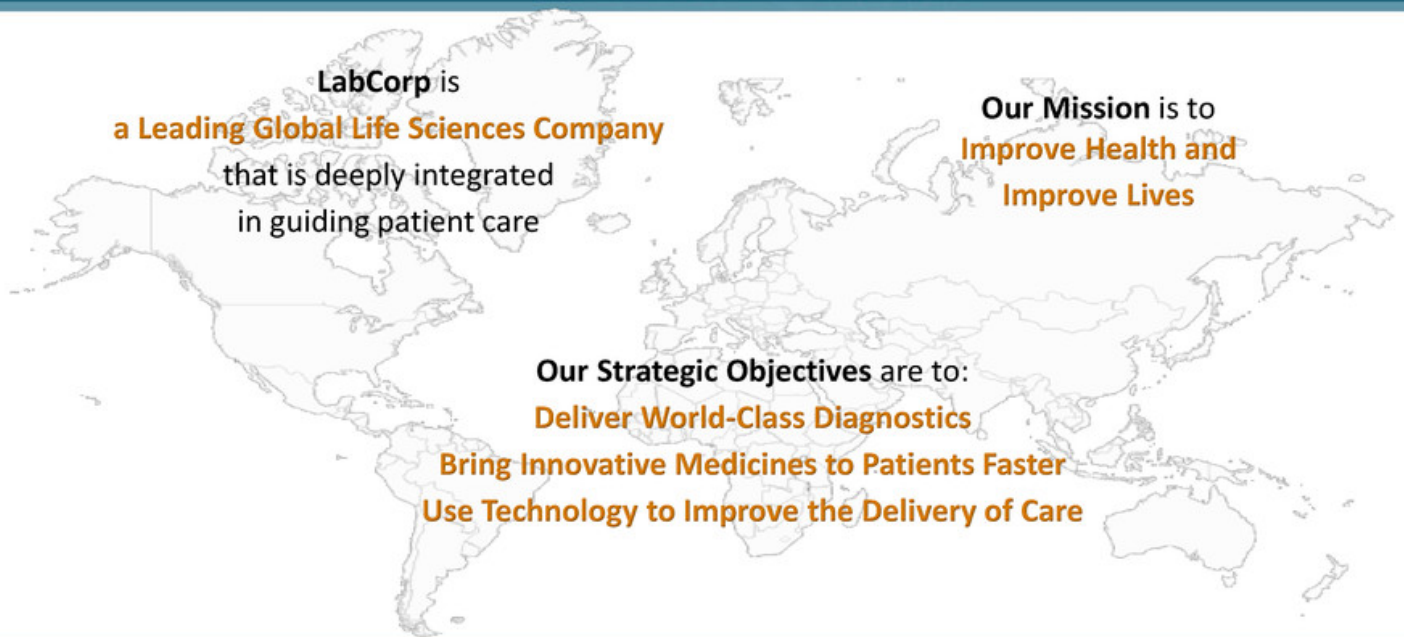 LabCorp is
a Leading Global Life Sciences Company
that is deeply integrated
in guiding patient care
Our Mission is to
Improve Health and
Improve Lives
Our Strategic Objectives are to:
Deliver World-Class Diagnostics
Bring Innovative Medicines to Patients Faster
Use Technology to Improve the Delivery of Care